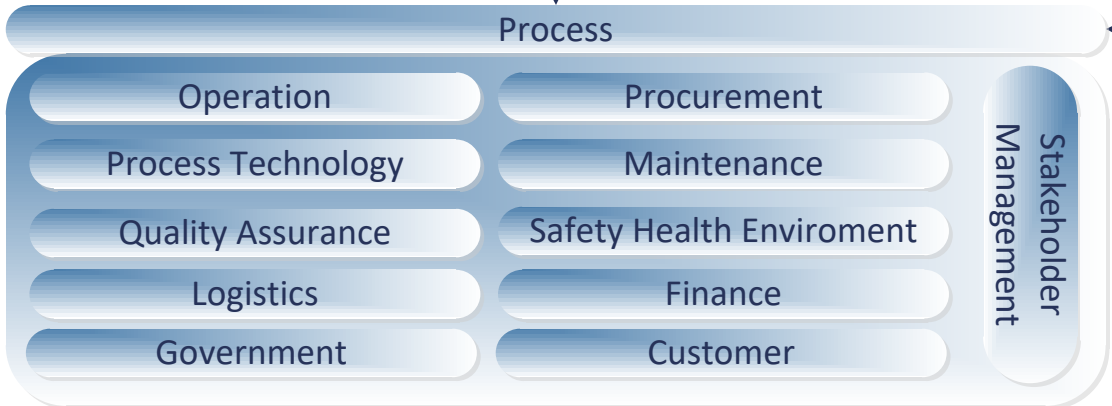 Process
Operation
Procurement
Process Technology
Maintenance
Quality Assurance
Safety Health Enviroment
Logistics
Finance
Government
Customer
Stakeholder
Management